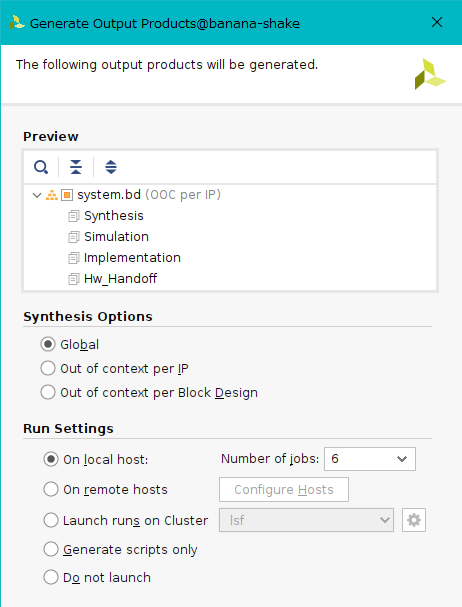 Generate Output Products@banana-shake
The following output products will be generated.
Preview
system.bd (OOC per IP)
Synthesis
Simulation
Implementation
Hw_Handoff
Synthesis Options
Global
Out of context per IP
Out of context per Block Design
Run Settings
On local host: Number of jobs: 6
On remote hosts Configure Hosts
Launch runs on Cluster lsf
Generate scripts only
Do not launch